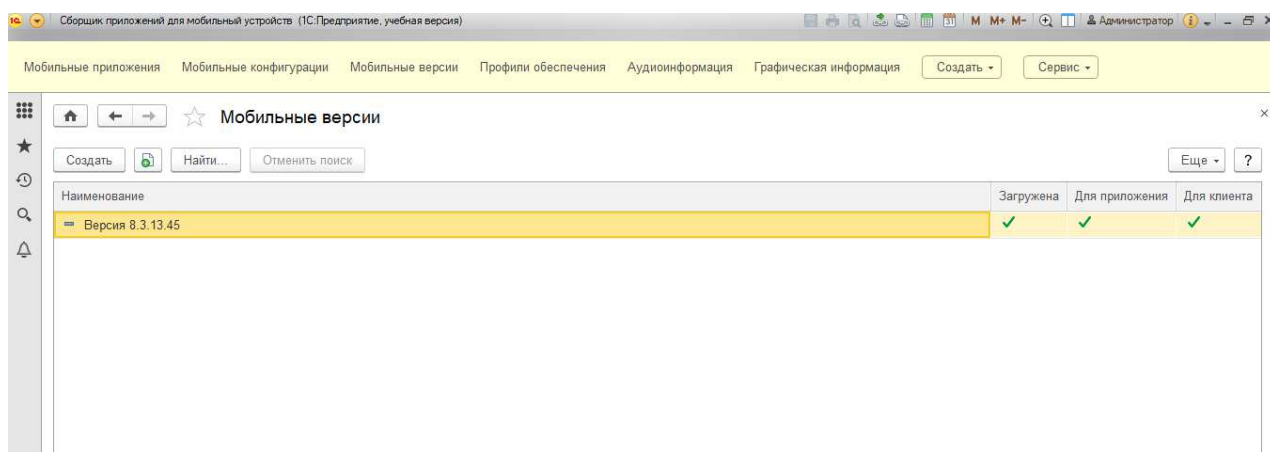 1С Сборщик приложений для мобильный устройств (1С:Предприятие, учебная версия) 31 M M+ M- Администратор i
Мобильные приложения Мобильные конфигурации Мобильные версии Профили обеспечения Аудиоинформация Графическая информация Создать Сервис
Мобильные версии
Создать Найти... Отменить поиск Еще ?
Наименование Загружена Для приложения Для клиента
Версия 8.3.13.45